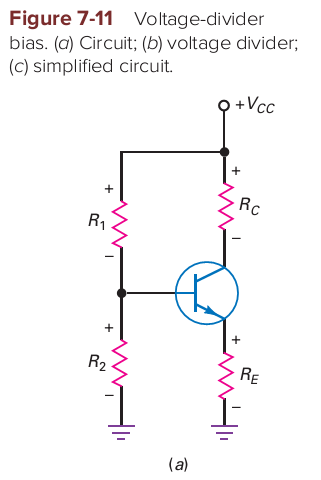 Figure 7-11 Voltage-divider
bias. (a) Circuit; (b) voltage divider;
(c) simplified circuit.
+VCC
+
RC
–
+
R1
–
+
R2
–
+
RE
–
(a)